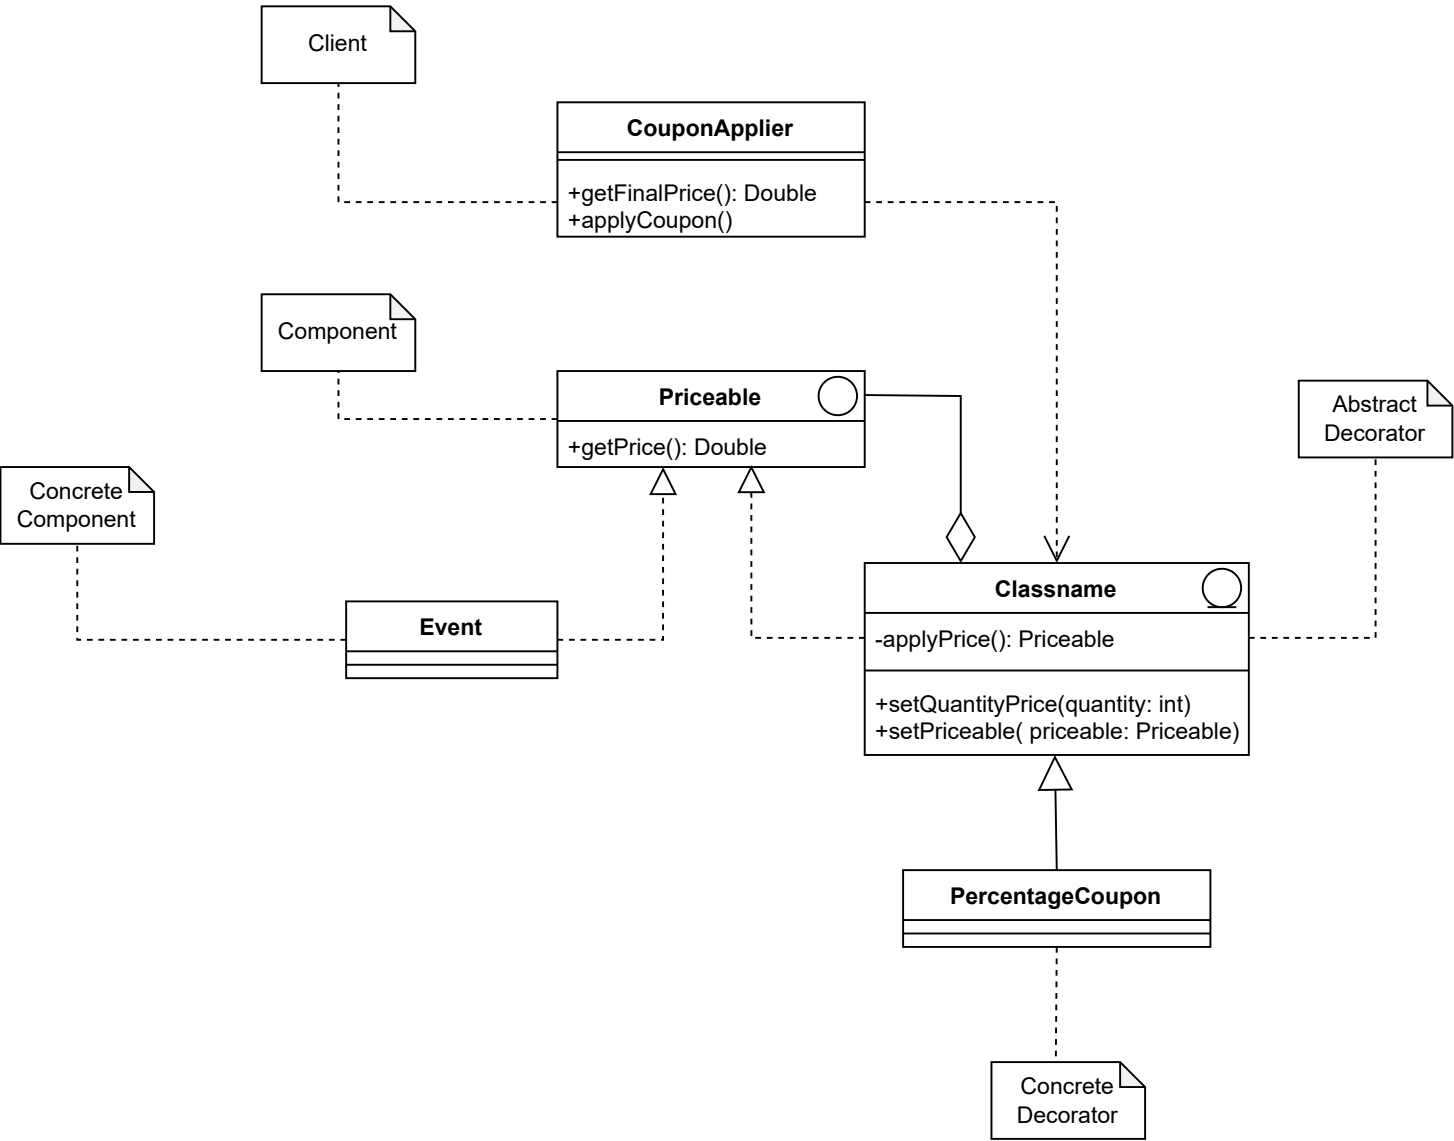 Client
CouponApplier
+getFinalPrice(): Double
+applyCoupon()
Component
Priceable
+getPrice(): Double
Abstract
Decorator
Concrete
Component
Classname
-applyPrice(): Priceable
+setQuantityPrice(quantity: int)
+setPriceable( priceable: Priceable)
Event
PercentageCoupon
Concrete
Decorator